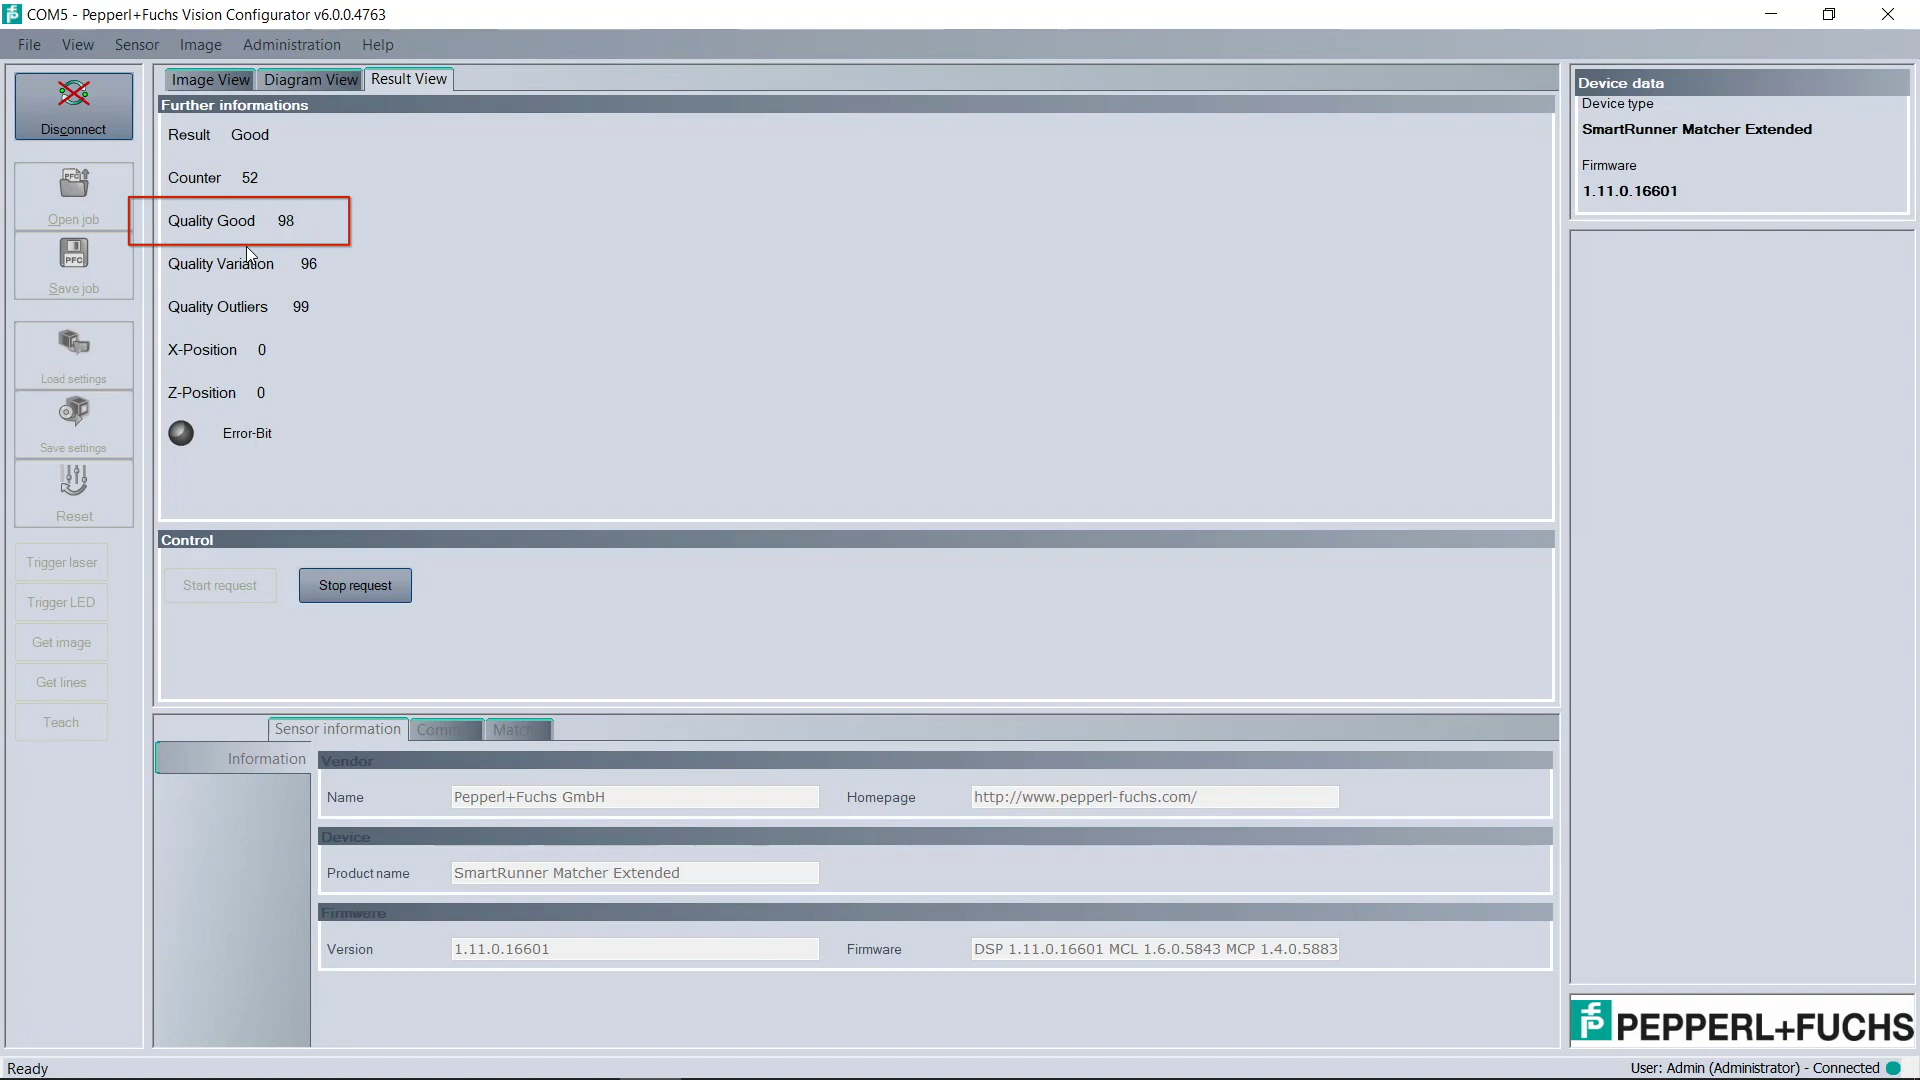 COM5 - Pepperl+Fuchs Vision Configurator v6.0.0.4763
File View Sensor Image Administration Help
Disconnect
Open job
Save job
Load settings
Save settings
Reset
Trigger laser
Trigger LED
Get image
Get lines
Teach
Image View Diagram View Result View
Further informations
Result Good
Counter 52
Quality Good 98
Quality Variation 96
Quality Outliers 99
X-Position 0
Z-Position 0
Error-Bit
Control
Start request Stop request
Sensor information
Information
Vendor
Name Pepperl+Fuchs GmbH Homepage http://www.pepperl-fuchs.com/
Device
Product name SmartRunner Matcher Extended
Firmware
Version 1.11.0.16601 Firmware DSP 1.11.0.16601 MCL 1.6.0.5843 MCP 1.4.0.5883
Device data
Device type
SmartRunner Matcher Extended
Firmware
1.11.0.16601
PEPPERL+FUCHS
Ready User: Admin (Administrator) - Connected